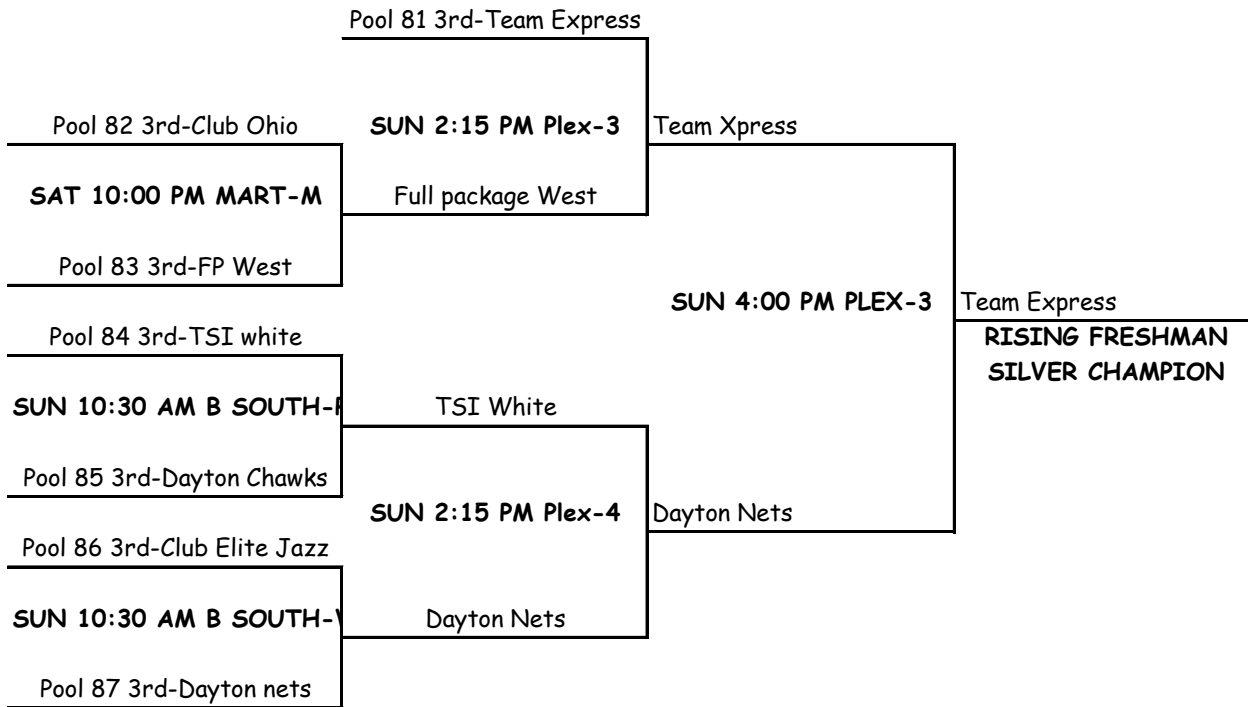 Pool 81 3rd-Team Express
Pool 82 3rd-Club Ohio
SUN 2:15 PM Plex-3
Team Xpress
SAT 10:00 PM MART-M
Full package West
Pool 83 3rd-FP West
SUN 4:00 PM PLEX-3
Team Express
RISING FRESHMAN
SILVER CHAMPION
Pool 84 3rd-TSI white
SUN 10:30 AM B SOUTH-
TSI White
Pool 85 3rd-Dayton Chawks
SUN 2:15 PM Plex-4
Dayton Nets
Pool 86 3rd-Club Elite Jazz
SUN 10:30 AM B SOUTH-
Dayton Nets
Pool 87 3rd-Dayton nets